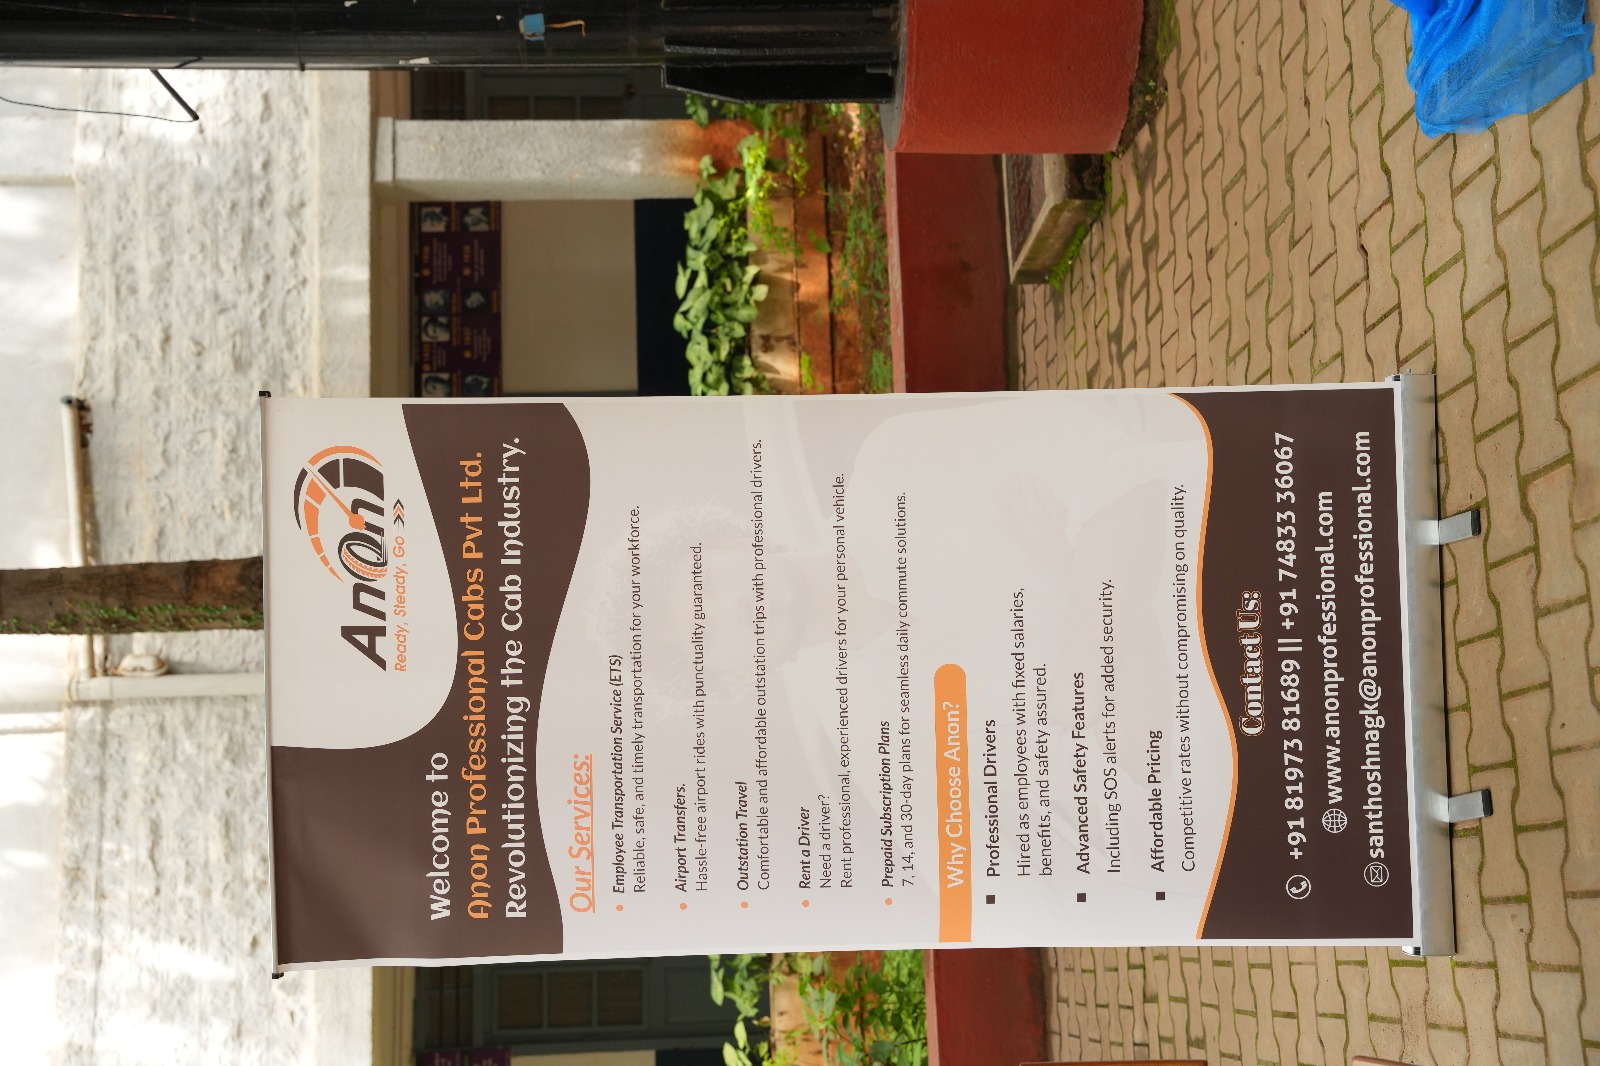 AnOn
Ready, Steady, Go >>>
Welcome to
Anon Professional Cabs Pvt Ltd.
Revolutionizing the Cab Industry.
Our Services:
• Employee Transportation Service (ETS)
Reliable, safe, and timely transportation for your workforce.
• Airport Transfers.
Hassle-free airport rides with punctuality guaranteed.
• Outstation Travel
Comfortable and affordable outstation trips with professional drivers.
• Rent a Driver
Need a driver?
Rent professional, experienced drivers for your personal vehicle.
• Prepaid Subscription Plans
7, 14, and 30-day plans for seamless daily commute solutions.
Why Choose Anon?
▪ Professional Drivers
Hired as employees with fixed salaries,
benefits, and safety assured.
▪ Advanced Safety Features
Including SOS alerts for added security.
▪ Affordable Pricing
Competitive rates without compromising on quality.
Contact Us:
+91 81973 81689 || +91 74833 36067
www.anonprofessional.com
santhoshnagk@anonprofessional.com